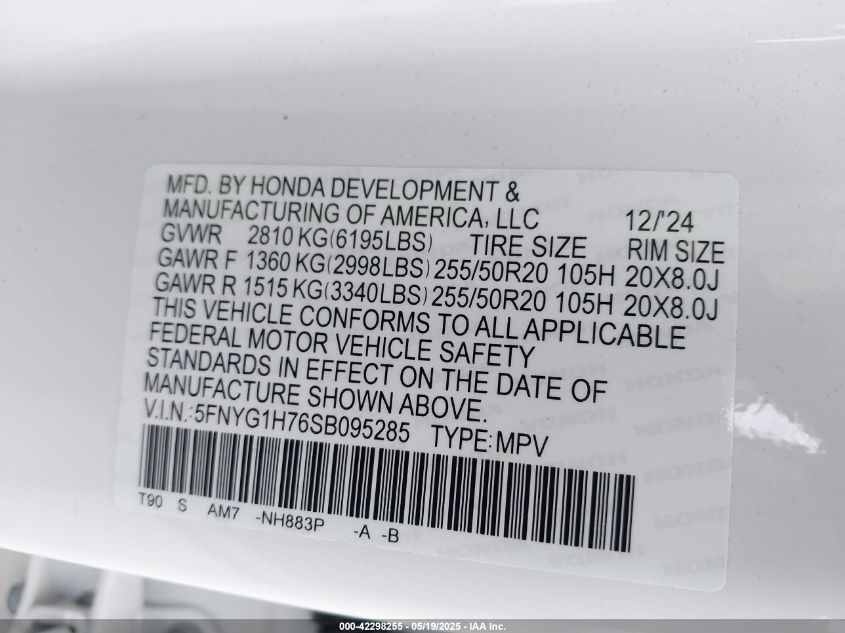 MFD. BY HONDA DEVELOPMENT &
MANUFACTURING OF AMERICA, LLC 12/'24
GVWR 2810 KG(6195LBS) TIRE SIZE RIM SIZE
GAWR F 1360 KG(2998LBS) 255/50R20 105H 20X8.0J
GAWR R 1515 KG(3340LBS) 255/50R20 105H 20X8.0J
THIS VEHICLE CONFORMS TO ALL APPLICABLE
FEDERAL MOTOR VEHICLE SAFETY
STANDARDS IN EFFECT ON THE DATE OF
MANUFACTURE SHOWN ABOVE.
V.I.N.:5FNYG1H76SB095285 TYPE:MPV
T90 S AM7 -NH883P -A -B
000-42298255 - 05/19/2025 - IAA Inc.